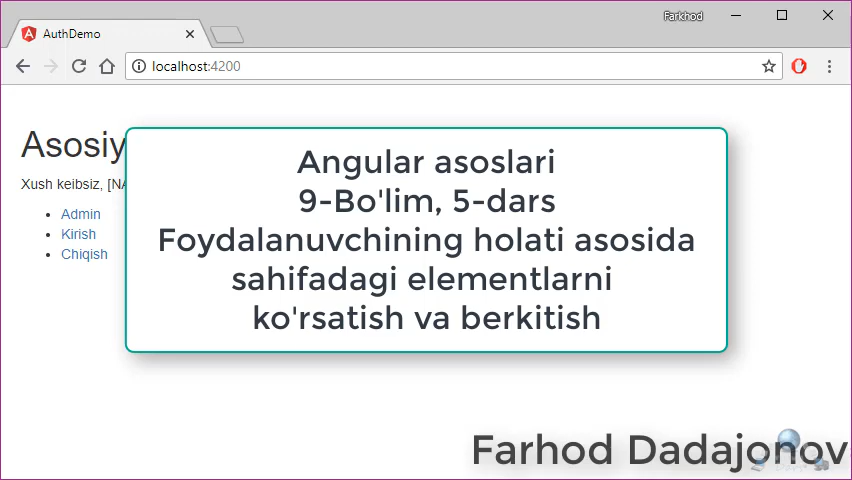 Farkhod
AuthDemo
localhost:4200
Asosiy
Xush keibsiz,
Angular asoslari
9-Bo'lim, 5-dars
Foydalanuvchining holati asosida
sahifadagi elementlarni
ko'rsatish va berkitish
Admin
Kirish
Chiqish
Farhod Dadajonov